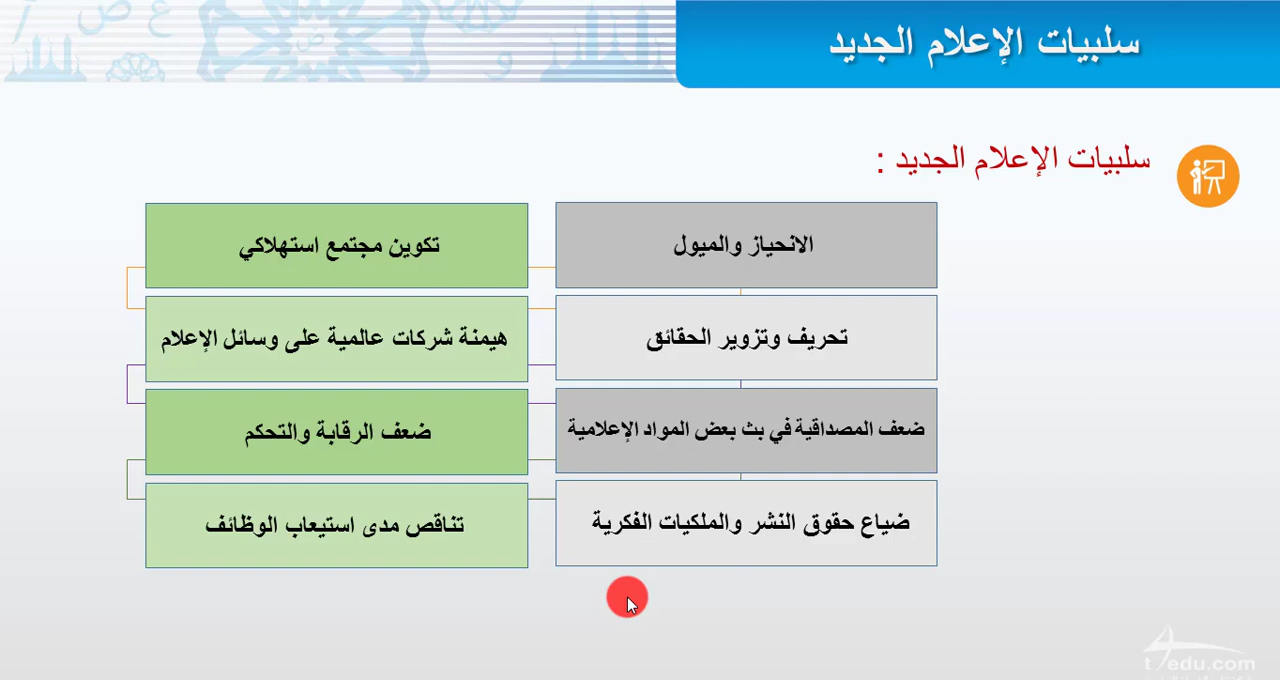 سلبيات الإعلام الجديد
سلبيات الإعلام الجديد :
الانحياز والميول
تحريف وتزوير الحقائق
ضعف المصداقية في بث بعض المواد الإعلامية
ضياع حقوق النشر والملكيات الفكرية
تكوين مجتمع استهلاكي
هيمنة شركات عالمية على وسائل الإعلام
ضعف الرقابة والتحكم
تناقص مدى استيعاب الوظائف